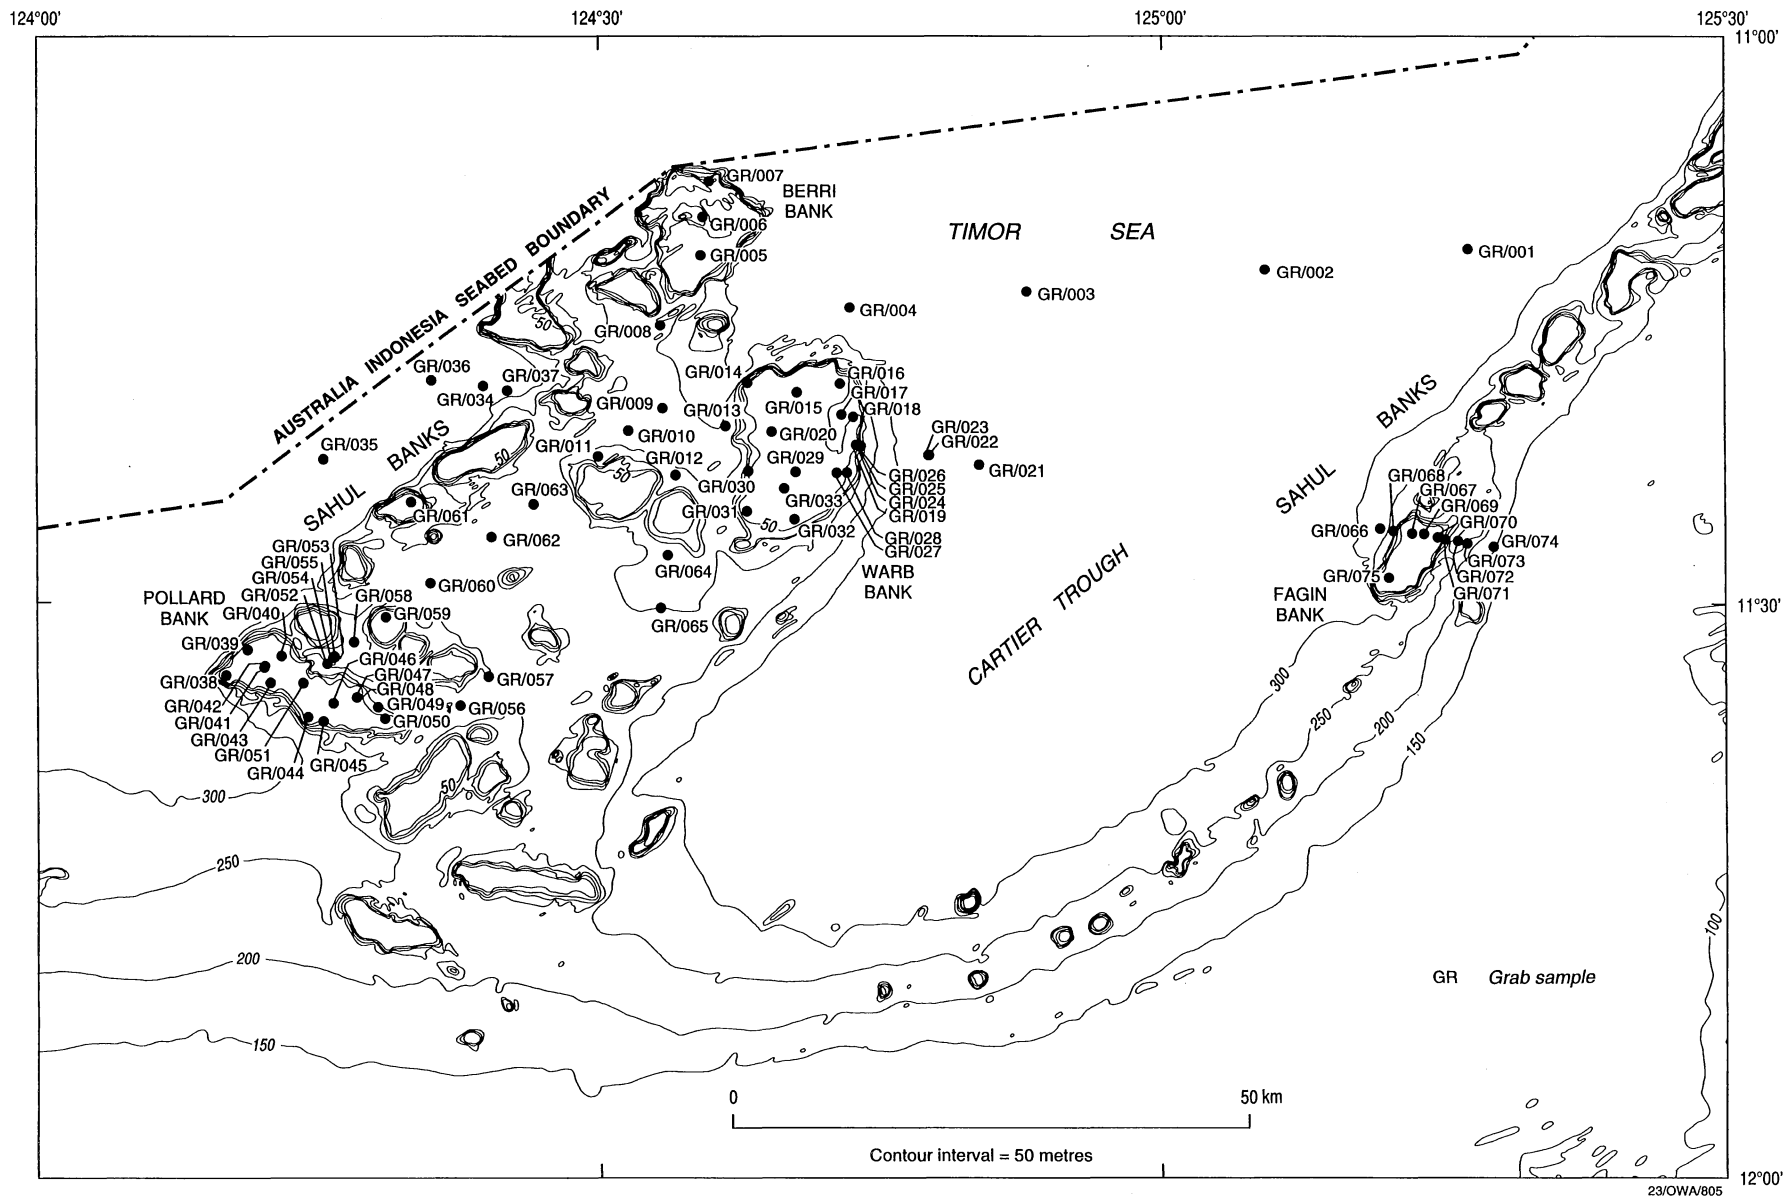 124°00'
124°30'
125°00'
125°30'
11°00'
GR/007
BERRI
BANK
GR/006
GR/005
AUSTRALIA INDONESIA SEABED BOUNDARY
TIMOR SEA
GR/001
GR/002
GR/003
GR/004
50
GR/008
GR/036
GR/037
GR/034
GR/014
GR/016
GR/017
GR/018
GR/009
GR/013
GR/015
GR/035
SAHUL BANKS
50
GR/011
GR/010
GR/012
GR/020
GR/023
GR/022
GR/021
GR/029
GR/030
50
GR/026
GR/025
GR/024
GR/019
GR/063
GR/033
GR/031
50
GR/032
GR/028
GR/027
GR/061
GR/062
WARB
BANK
GR/064
GR/065
GR/060
SAHUL BANKS
GR/068
GR/067
GR/069
GR/070
GR/066
GR/074
GR/073
GR/075
GR/072
GR/071
FAGIN
BANK
11°30'
CARTIER TROUGH
GR/053
GR/055
GR/054
GR/052
GR/040
GR/058
GR/059
POLLARD
BANK
GR/039
GR/046
GR/047
GR/048
GR/049
GR/050
GR/057
GR/056
GR/038
GR/042
GR/041
GR/043
GR/051
GR/044
GR/045
300
250
200
150
50
300
250
200
150
100
GR Grab sample
0
50 km
Contour interval = 50 metres
12°00'
23/OWA/805